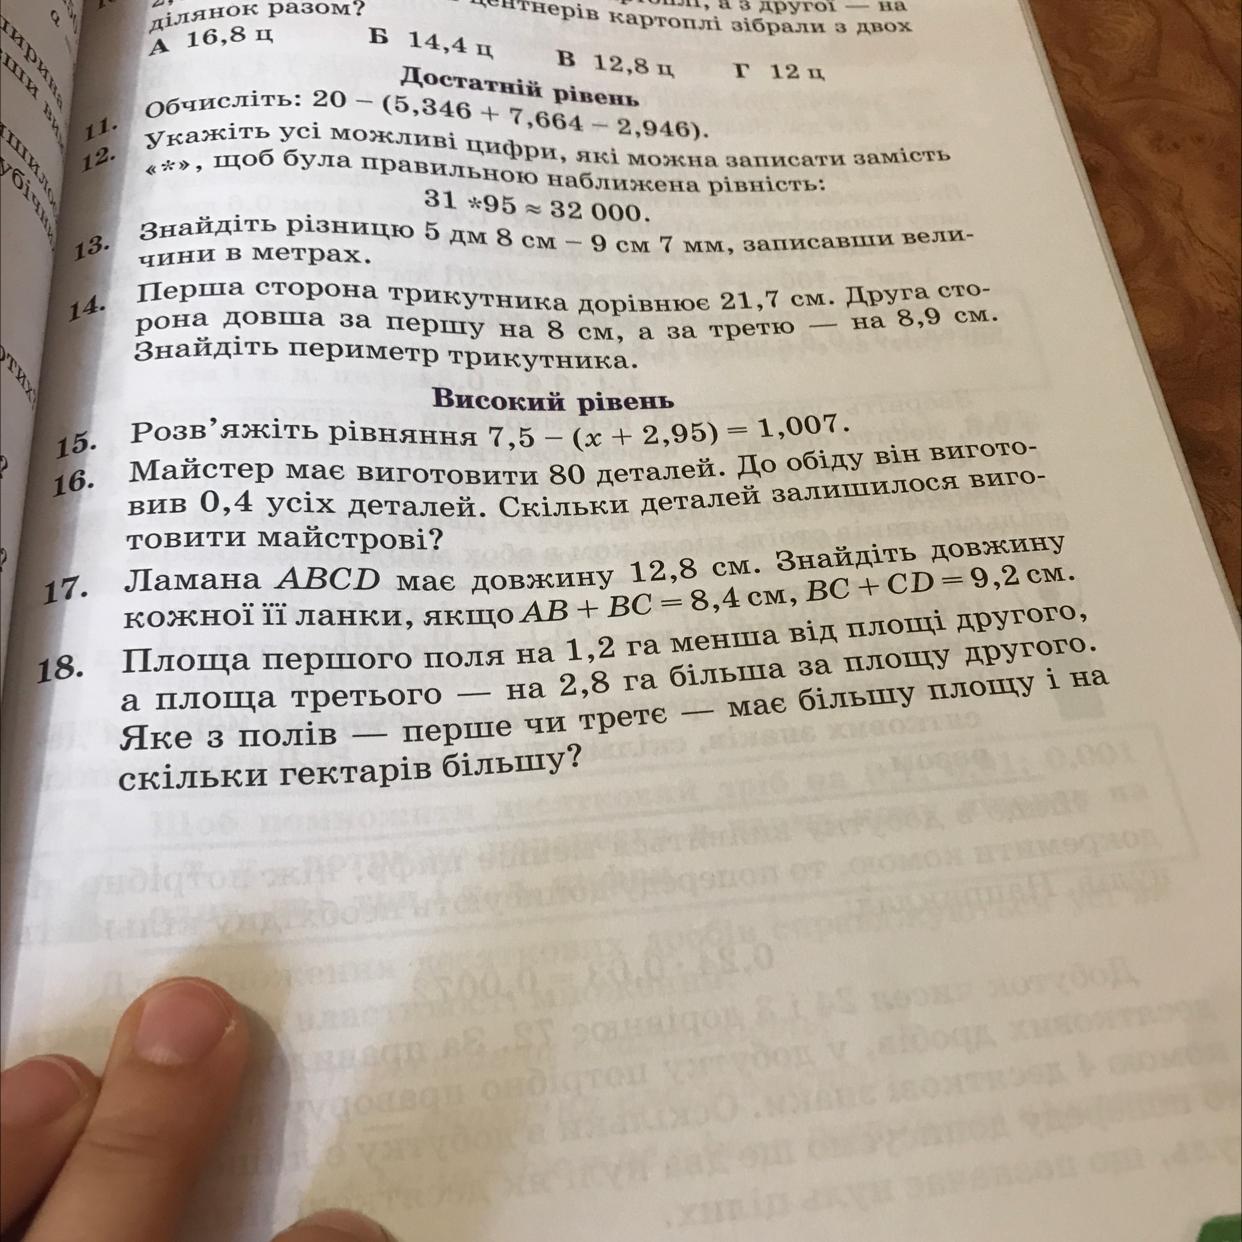 ділянок разом?
центнерів картоплі зібрали з двох
А 16,8 ц Б 14,4 ц В 12,8 ц Г 12 ц
Достатній рівень
11. Обчисліть: 20 – (5,346 + 7,664 – 2,946).
12. Укажіть усі можливі цифри, які можна записати замість
«*», щоб була правильною наближена рівність:
31 *95 ≈ 32 000.
13. Знайдіть різницю 5 дм 8 см – 9 см 7 мм, записавши вели-
чини в метрах.
14. Перша сторона трикутника дорівнює 21,7 см. Друга сто-
рона довша за першу на 8 см, а за третю — на 8,9 см.
Знайдіть периметр трикутника.
Високий рівень
15. Розв’яжіть рівняння 7,5 – (x + 2,95) = 1,007.
16. Майстер має виготовити 80 деталей. До обіду він вигото-
вив 0,4 усіх деталей. Скільки деталей залишилося виго-
товити майстрові?
17. Ламана ABCD має довжину 12,8 см. Знайдіть довжину
кожної її ланки, якщо AB + BC = 8,4 см, BC + CD = 9,2 см.
18. Площа першого поля на 1,2 га менша від площі другого,
а площа третього — на 2,8 га більша за площу другого.
Яке з полів — перше чи третє — має більшу площу і на
скільки гектарів більшу?